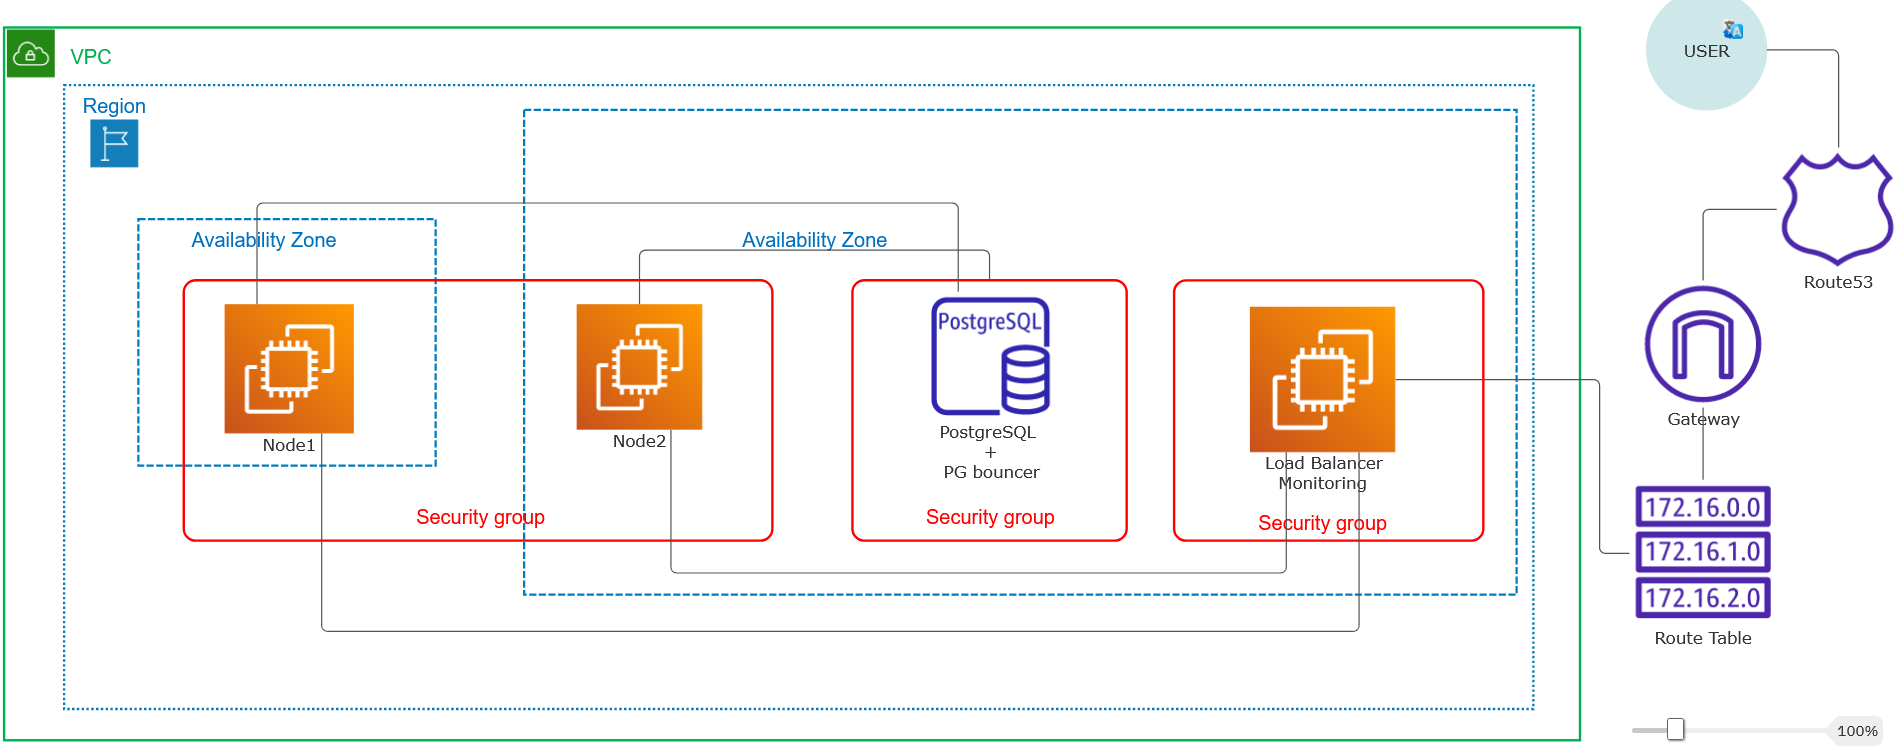 VPC
USER
Region
Availability Zone
Availability Zone
Route53
PostgreSQL
Gateway
Node1
Node2
PostgreSQL
+
PG bouncer
Load Balancer
Monitoring
Security group
Security group
Security group
172.16.0.0
172.16.1.0
172.16.2.0
Route Table
100%